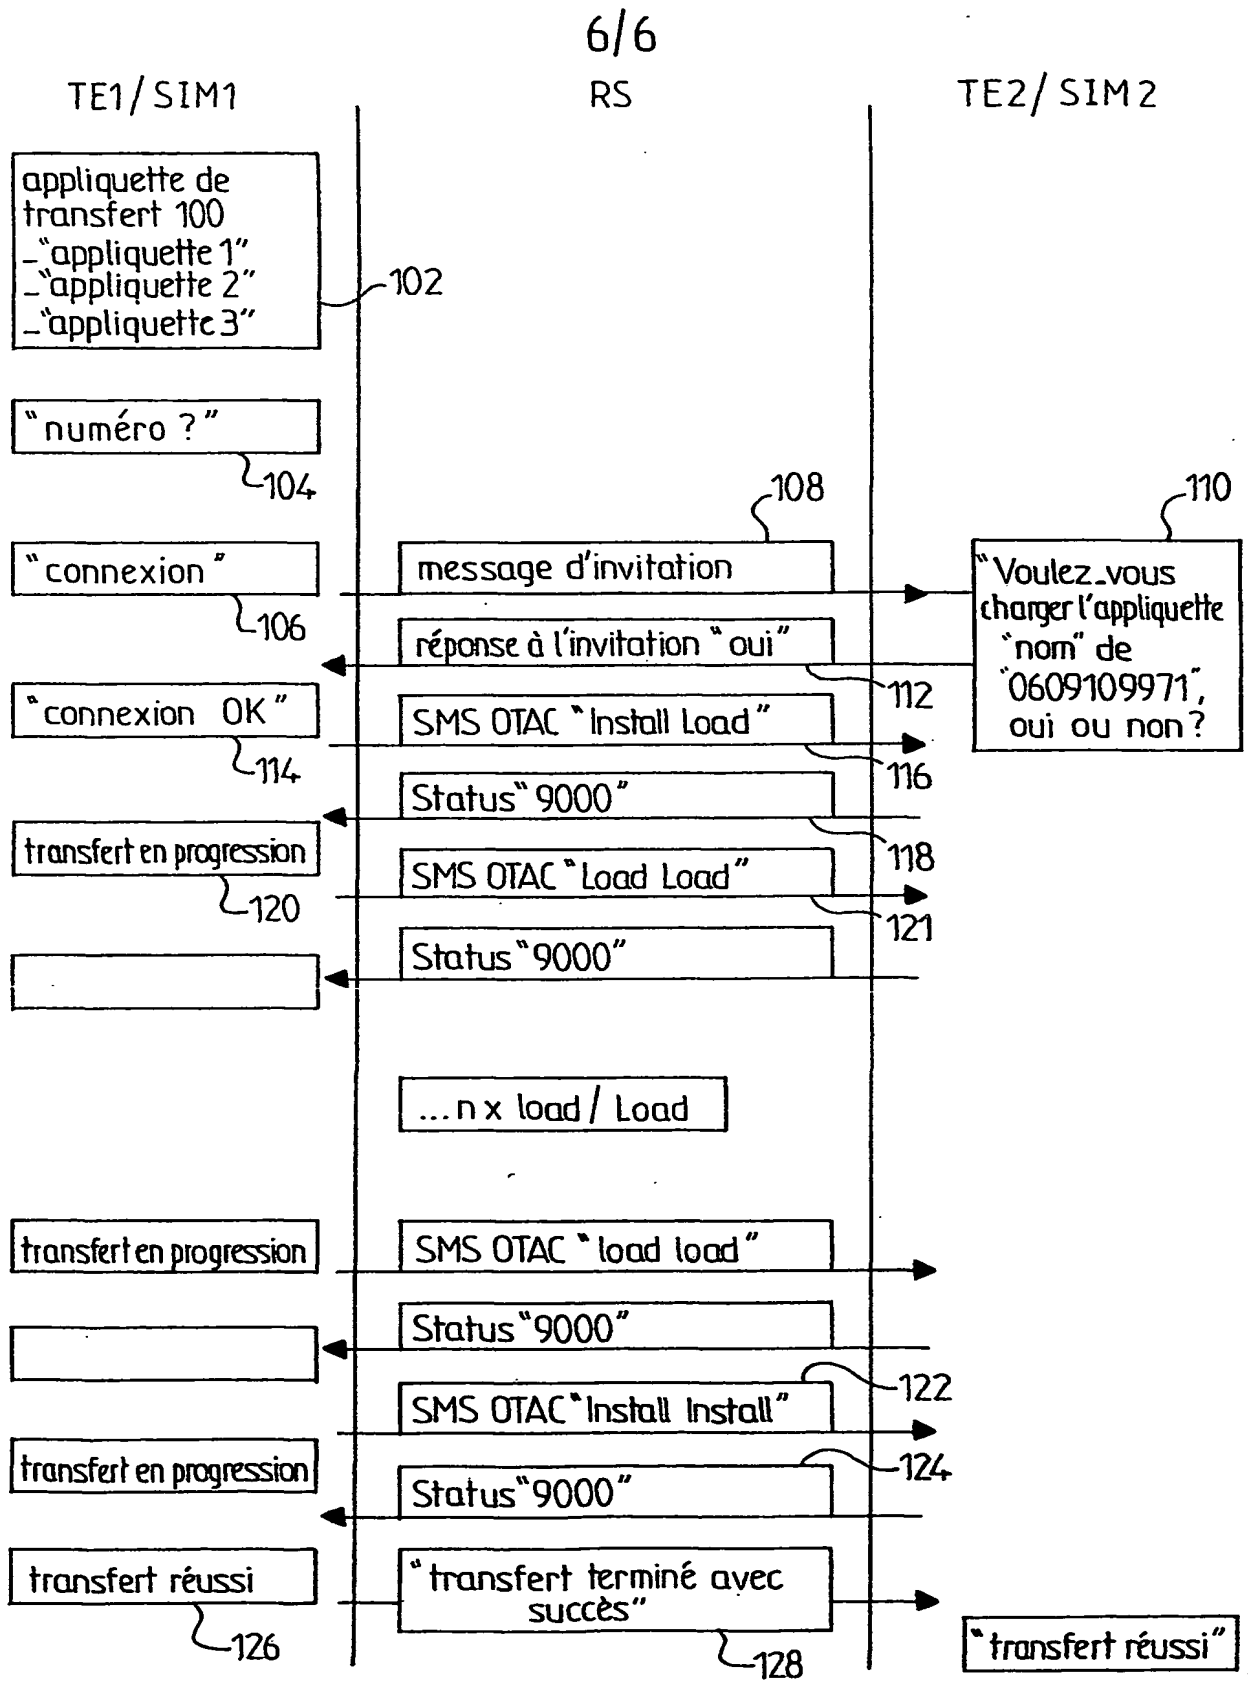 6/6
TE1/SIM1
RS
TE2/SIM2
appliquette de
transfert 100
-"appliquette 1"
-"appliquette 2"
-"appliquette 3"
102
"numéro ?"
104
108
110
"connexion"
message d'invitation
106
"Voulez-vous
charger l'appliquette
"nom" de
"0609109971",
oui ou non?
réponse à l'invitation "oui"
112
"connexion OK"
114
SMS OTAC "Install Load"
116
Status "9000"
118
transfert en progression
120
SMS OTAC "Load Load"
121
Status "9000"
...n x load / Load
transfert en progression
SMS OTAC "load load"
Status "9000"
122
SMS OTAC "Install Install"
transfert en progression
124
Status "9000"
transfert réussi
126
"transfert terminé avec
succès"
128
"transfert réussi"